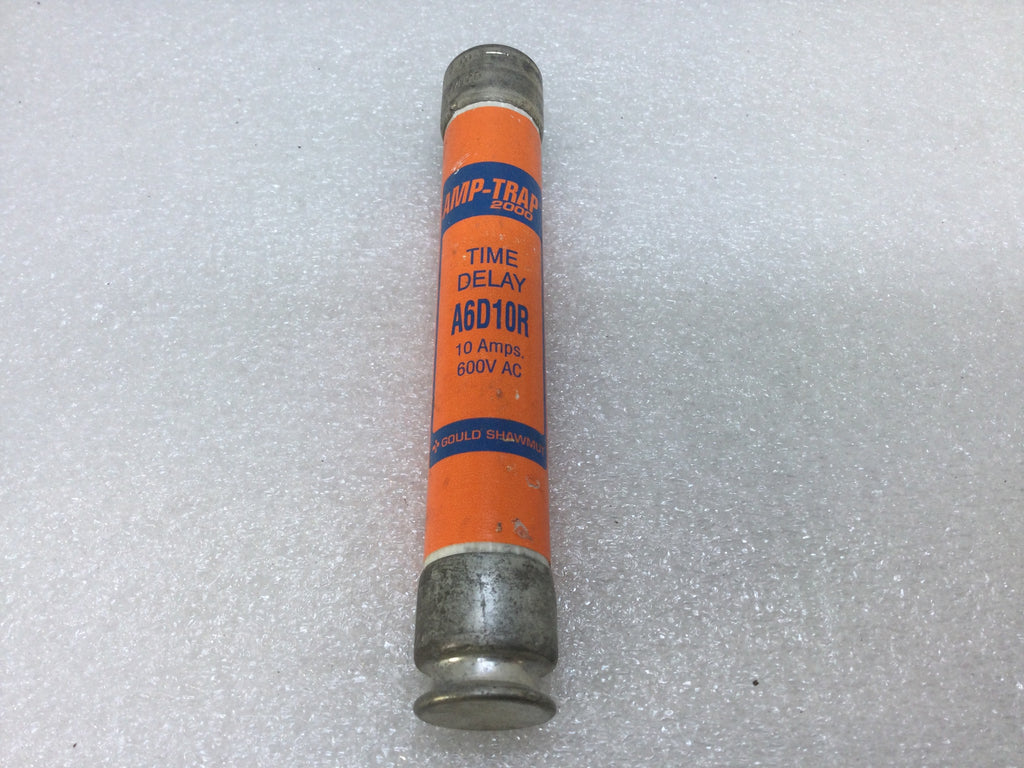 AMP-TRAP
2000
TIME
DELAY
A6D10R
10 Amps.
600V AC
GOULD SHAWMUT